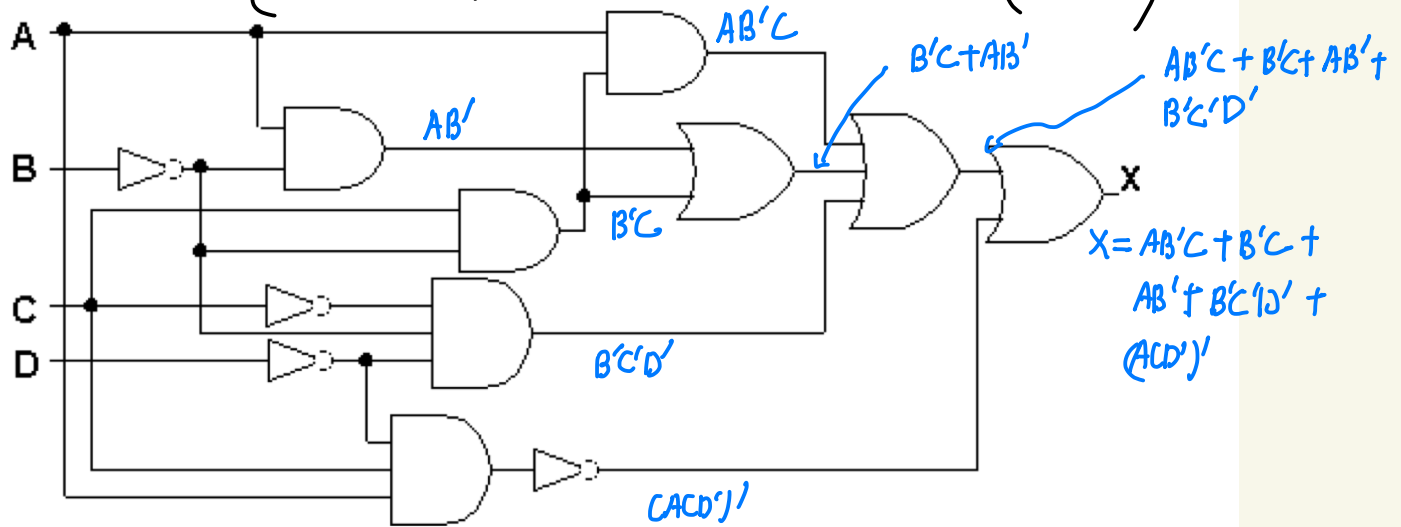 A
AB'C
B'C+AB'
AB'C + B'C + AB' +
B'C'D'
AB'
B
X
B'C
X = AB'C + B'C +
AB' + B'C'D' +
(ACD')'
C
D
B'C'D'
(ACD')'